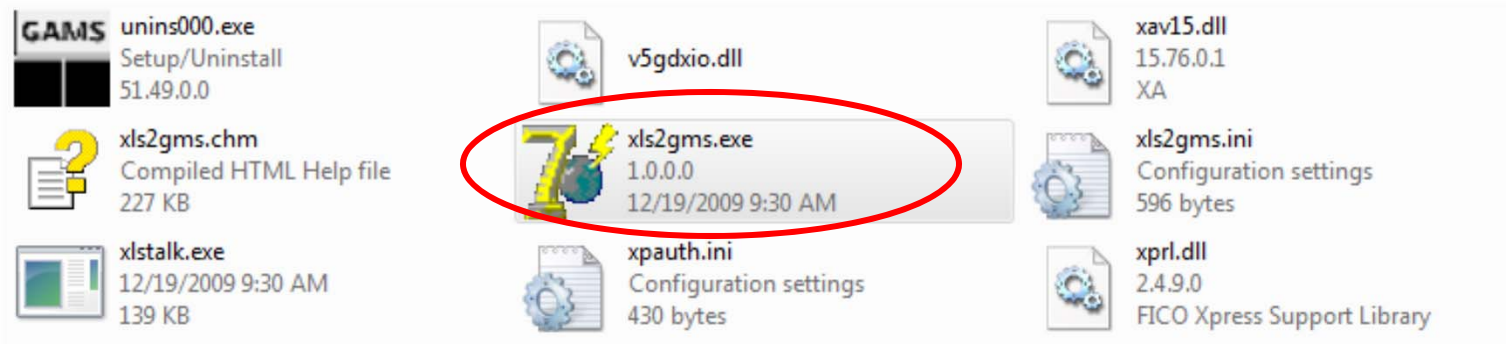 GAMS
unins000.exe
Setup/Uninstall
51.49.0.0
v5gdxio.dll
xav15.dll
15.76.0.1
XA
xls2gms.chm
Compiled HTML Help file
227 KB
7
xls2gms.exe
1.0.0.0
12/19/2009 9:30 AM
xls2gms.ini
Configuration settings
596 bytes
xlstalk.exe
12/19/2009 9:30 AM
139 KB
xpauth.ini
Configuration settings
430 bytes
xprl.dll
2.4.9.0
FICO Xpress Support Library